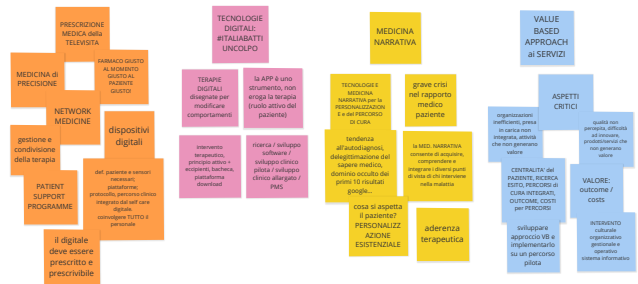 PRESCRIZIONE
MEDICA della
TELEVISITA
MEDICINA di
PRECISIONE
FARMACO GIUSTO
AL MOMENTO
GIUSTO AL
PAZIENTE
GIUSTO!
NETWORK
MEDICINE
gestione e
condivisione
della terapia
dispositivi
digitali
PATIENT
SUPPORT
PROGRAMME
def. paziente e sensori
necessari;
piattaforme;
protocollo, percorso clinico
integrato dal self care
digitale.
coinvolgere TUTTO il
personale
il digitale
deve essere
prescritto e
prescrivibile
TECNOLOGIE
DIGITALI:
#ITALIABATTI
UNCOLPO
TERAPIE
DIGITALI
disegnate per
modificare
comportamenti
la APP è uno
strumento, non
eroga la terapia
(ruolo attivo del
paziente)
intervento
terapeutico,
principio attivo +
eccipienti, bacheca,
piattaforma
download
ricerca / sviluppo
software /
sviluppo clinico
pilota / sviluppo
clinico allargato /
PMS
MEDICINA
NARRATIVA
TECNOLOGIE E
MEDICINA
NARRATIVA per la
PERSONALIZZAZION
E e del PERCORSO
DI CURA
grave crisi
nel rapporto
medico
paziente
tendenza
all'autodiagnosi,
delegittimazione del
sapere medico,
dominio occulto dei
primi 10 risultati
google...
la MED. NARRATIVA
consente di acquisire,
comprendere e
integrare i diversi punti
di vista di chi interviene
nella malattia
cosa si aspetta
il paziente?
PERSONALIZZ
AZIONE
ESISTENZIALE
aderenza
terapeutica
VALUE
BASED
APPROACH
ai SERVIZI
ASPETTI
CRITICI
organizzazioni
inefficienti, presa
in carica non
integrata, attività
che non generano
valore
qualità non
percepita, difficoltà
ad innovare,
prodotti/servizi che
non generano
valore
CENTRALITA' del
PAZIENTE, RICERCA
ESITO, PERCORSI di
CURA INTEGRATI,
OUTCOME, COSTI
per PERCORSI
VALORE:
outcome /
costs
sviluppare
approccio VB e
implementarlo
su un percorso
pilota
INTERVENTO
culturale
organizzativo
gestionale e
operativo
sistema informativo